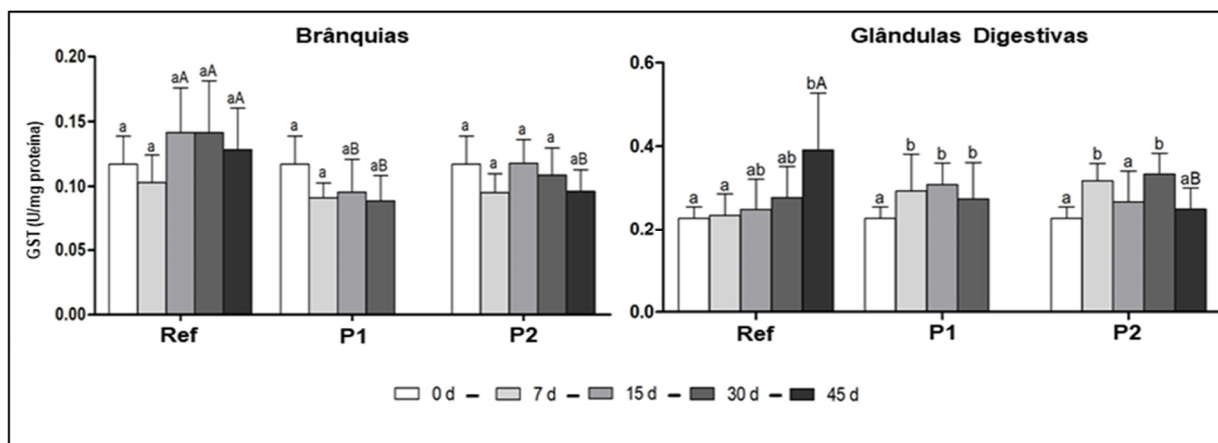 Brânquias
GST (U/mg proteína)
0.20
0.15
0.10
0.05
0.00
a a aA aA aA
a a aB aB
a a a a aB
Ref P1 P2
Glândulas Digestivas
0.6
0.4
0.2
0.0
a a ab ab bA
a b b b
a b a b aB
Ref P1 P2
0 d – 7 d – 15 d – 30 d – 45 d